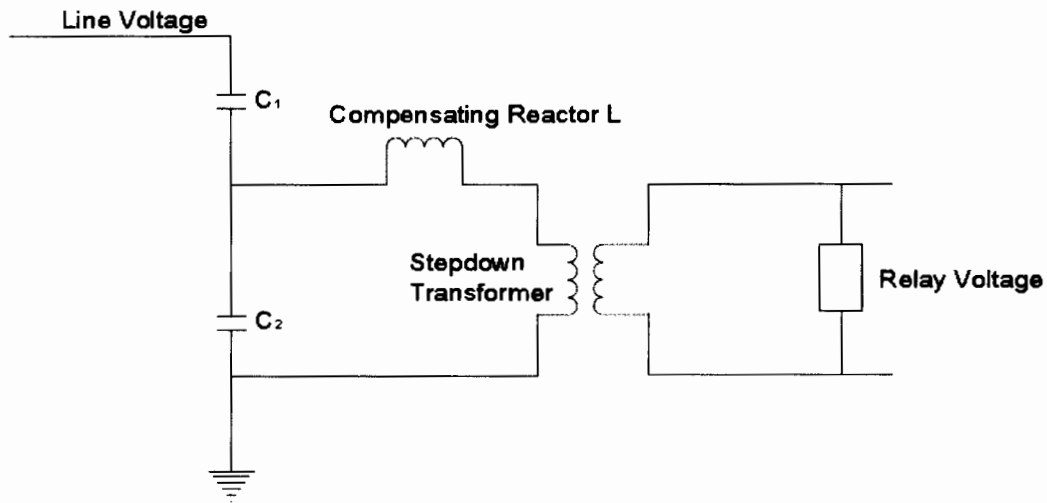 Line Voltage
C₁
Compensating Reactor L
Stepdown
Transformer
Relay Voltage
C₂